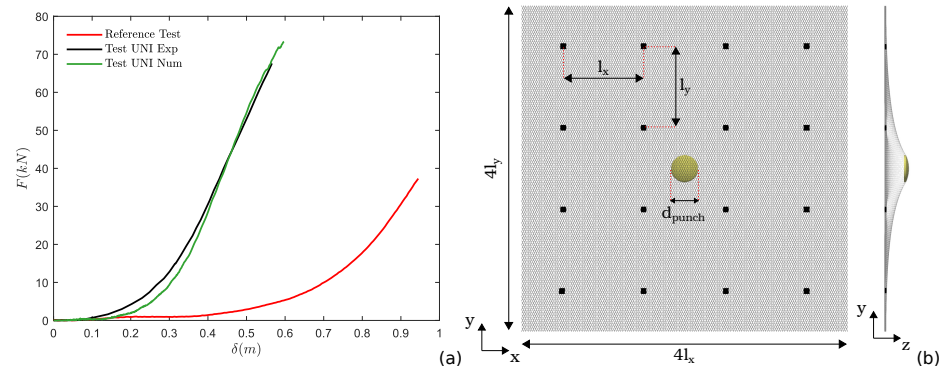 80
70
60
50
40
30
20
10
0
F(kN)
0 0.1 0.2 0.3 0.4 0.5 0.6 0.7 0.8 0.9 1
δ(m)
Reference Test
Test UNI Exp
Test UNI Num
(a)
4l_y
l_x
l_y
d_punch
y
x
4l_x
y
z
(b)